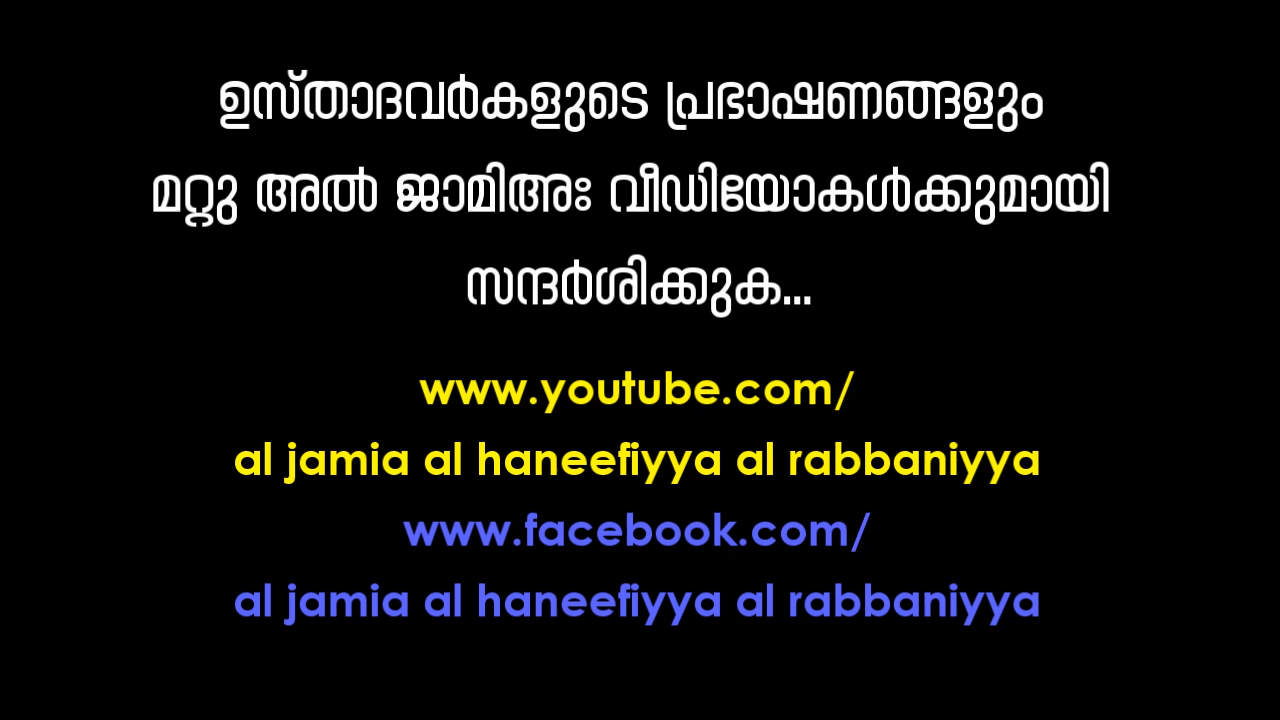 ഉസ്താദവർകളുടെ പ്രഭാഷണങ്ങളും
മറ്റു അൽ ജാമിഅഃ വീഡിയോകൾക്കുമായി
സന്ദർശിക്കുക...
www.youtube.com/
al jamia al haneefiyya al rabbaniyya
www.facebook.com/
al jamia al haneefiyya al rabbaniyya